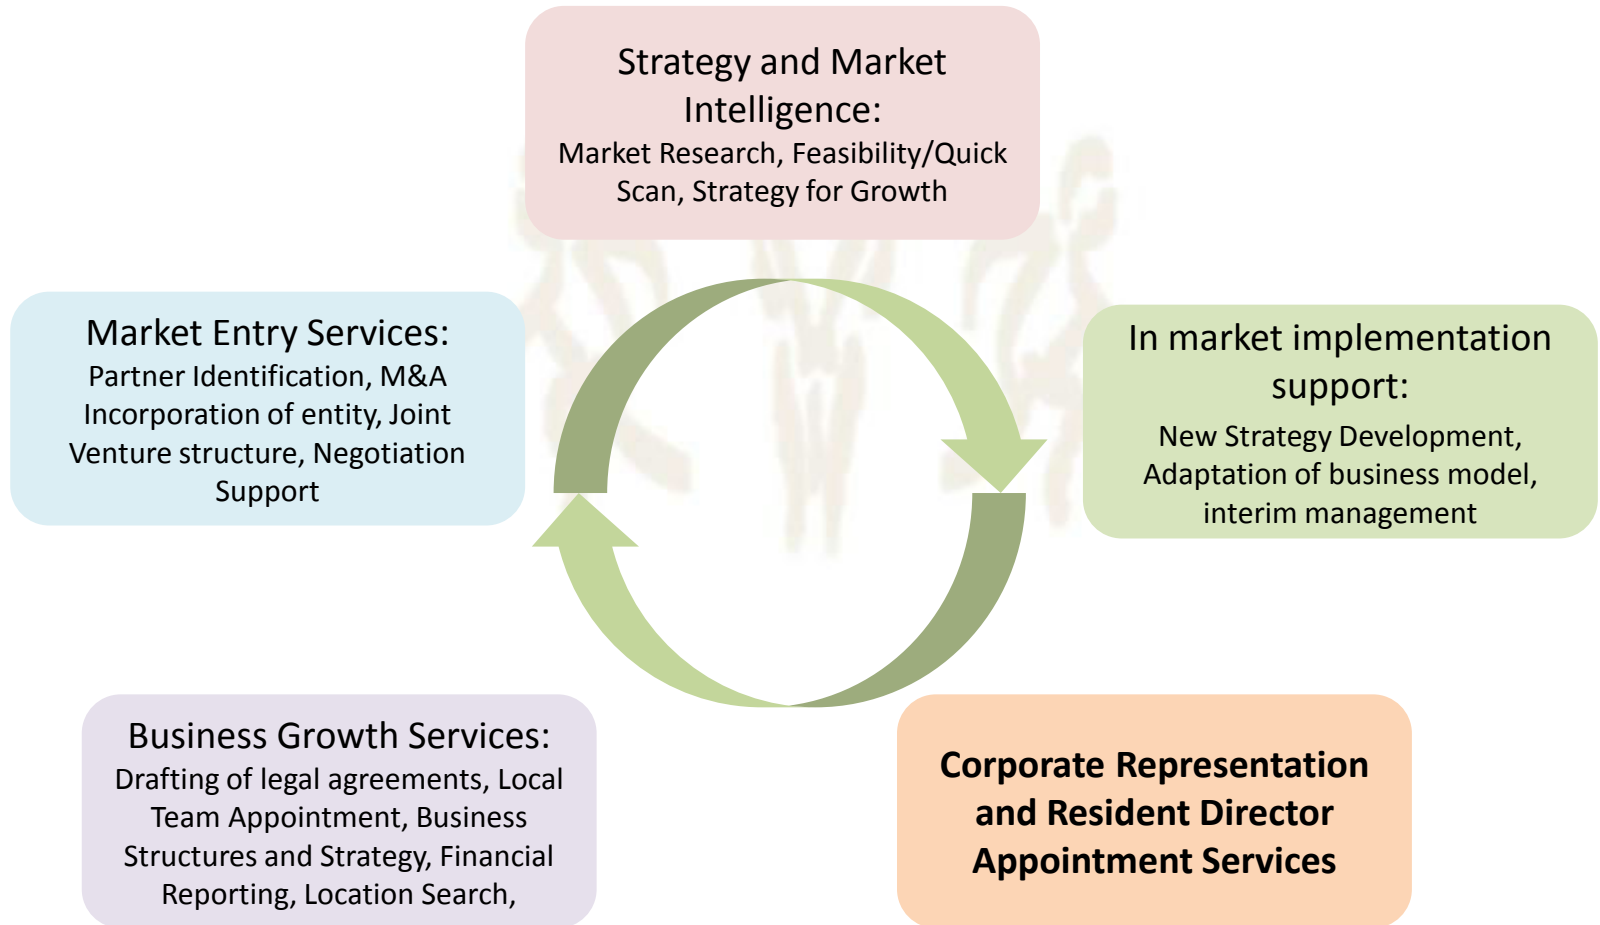 Strategy and Market
Intelligence:
Market Research, Feasibility/Quick
Scan, Strategy for Growth
Market Entry Services:
Partner Identification, M&A
Incorporation of entity, Joint
Venture structure, Negotiation
Support
In market implementation
support:
New Strategy Development,
Adaptation of business model,
interim management
Business Growth Services:
Drafting of legal agreements, Local
Team Appointment, Business
Structures and Strategy, Financial
Reporting, Location Search,
Corporate Representation
and Resident Director
Appointment Services